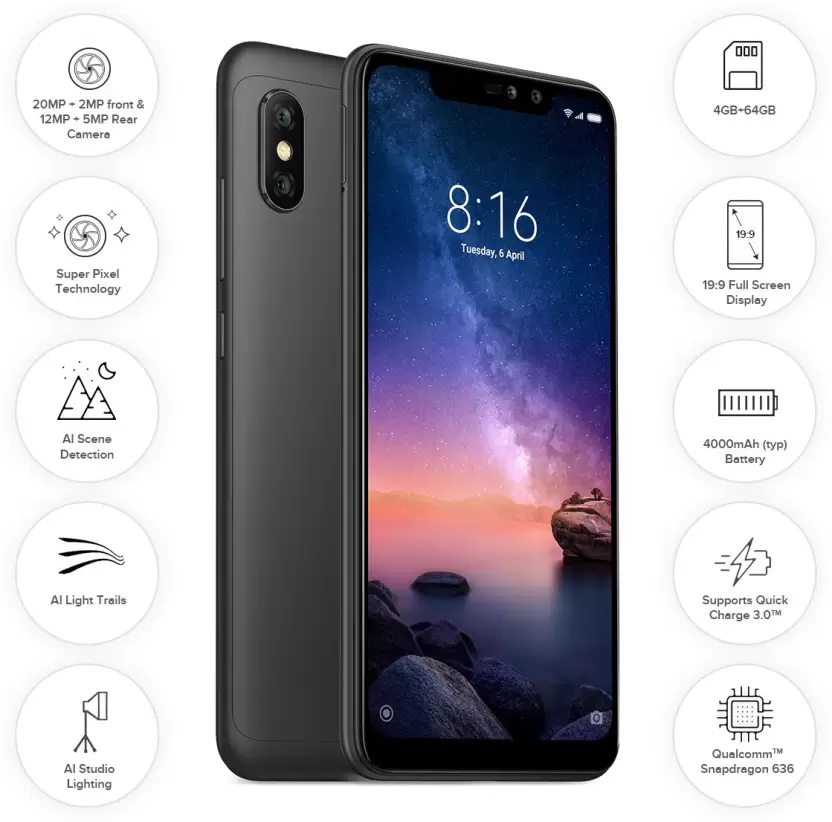 20MP + 2MP front &
12MP + 5MP Rear
Camera
Super Pixel
Technology
AI Scene
Detection
AI Light Trails
AI Studio
Lighting
8:16
Tuesday, 6 April
4GB+64GB
19:9
19:9 Full Screen
Display
4000mAh (typ)
Battery
Supports Quick
Charge 3.0™
Qualcomm™
Snapdragon 636